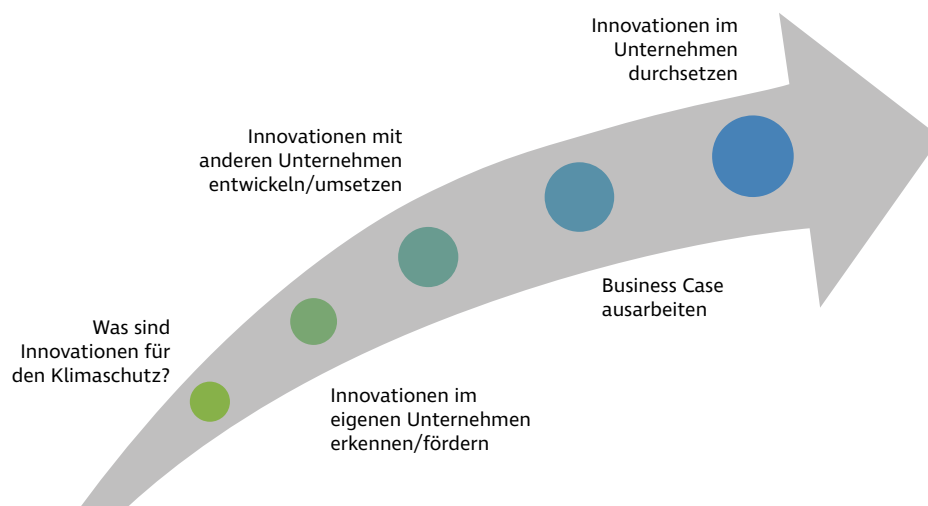 Innovationen im
Unternehmen
durchsetzen
Innovationen mit
anderen Unternehmen
entwickeln/umsetzen
Business Case
ausarbeiten
Was sind
Innovationen für
den Klimaschutz?
Innovationen im
eigenen Unternehmen
erkennen/fördern